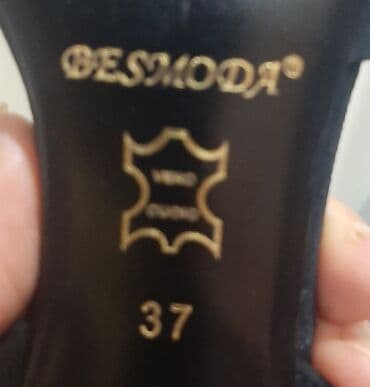 BESMODA®
VERO
CUOIO
37